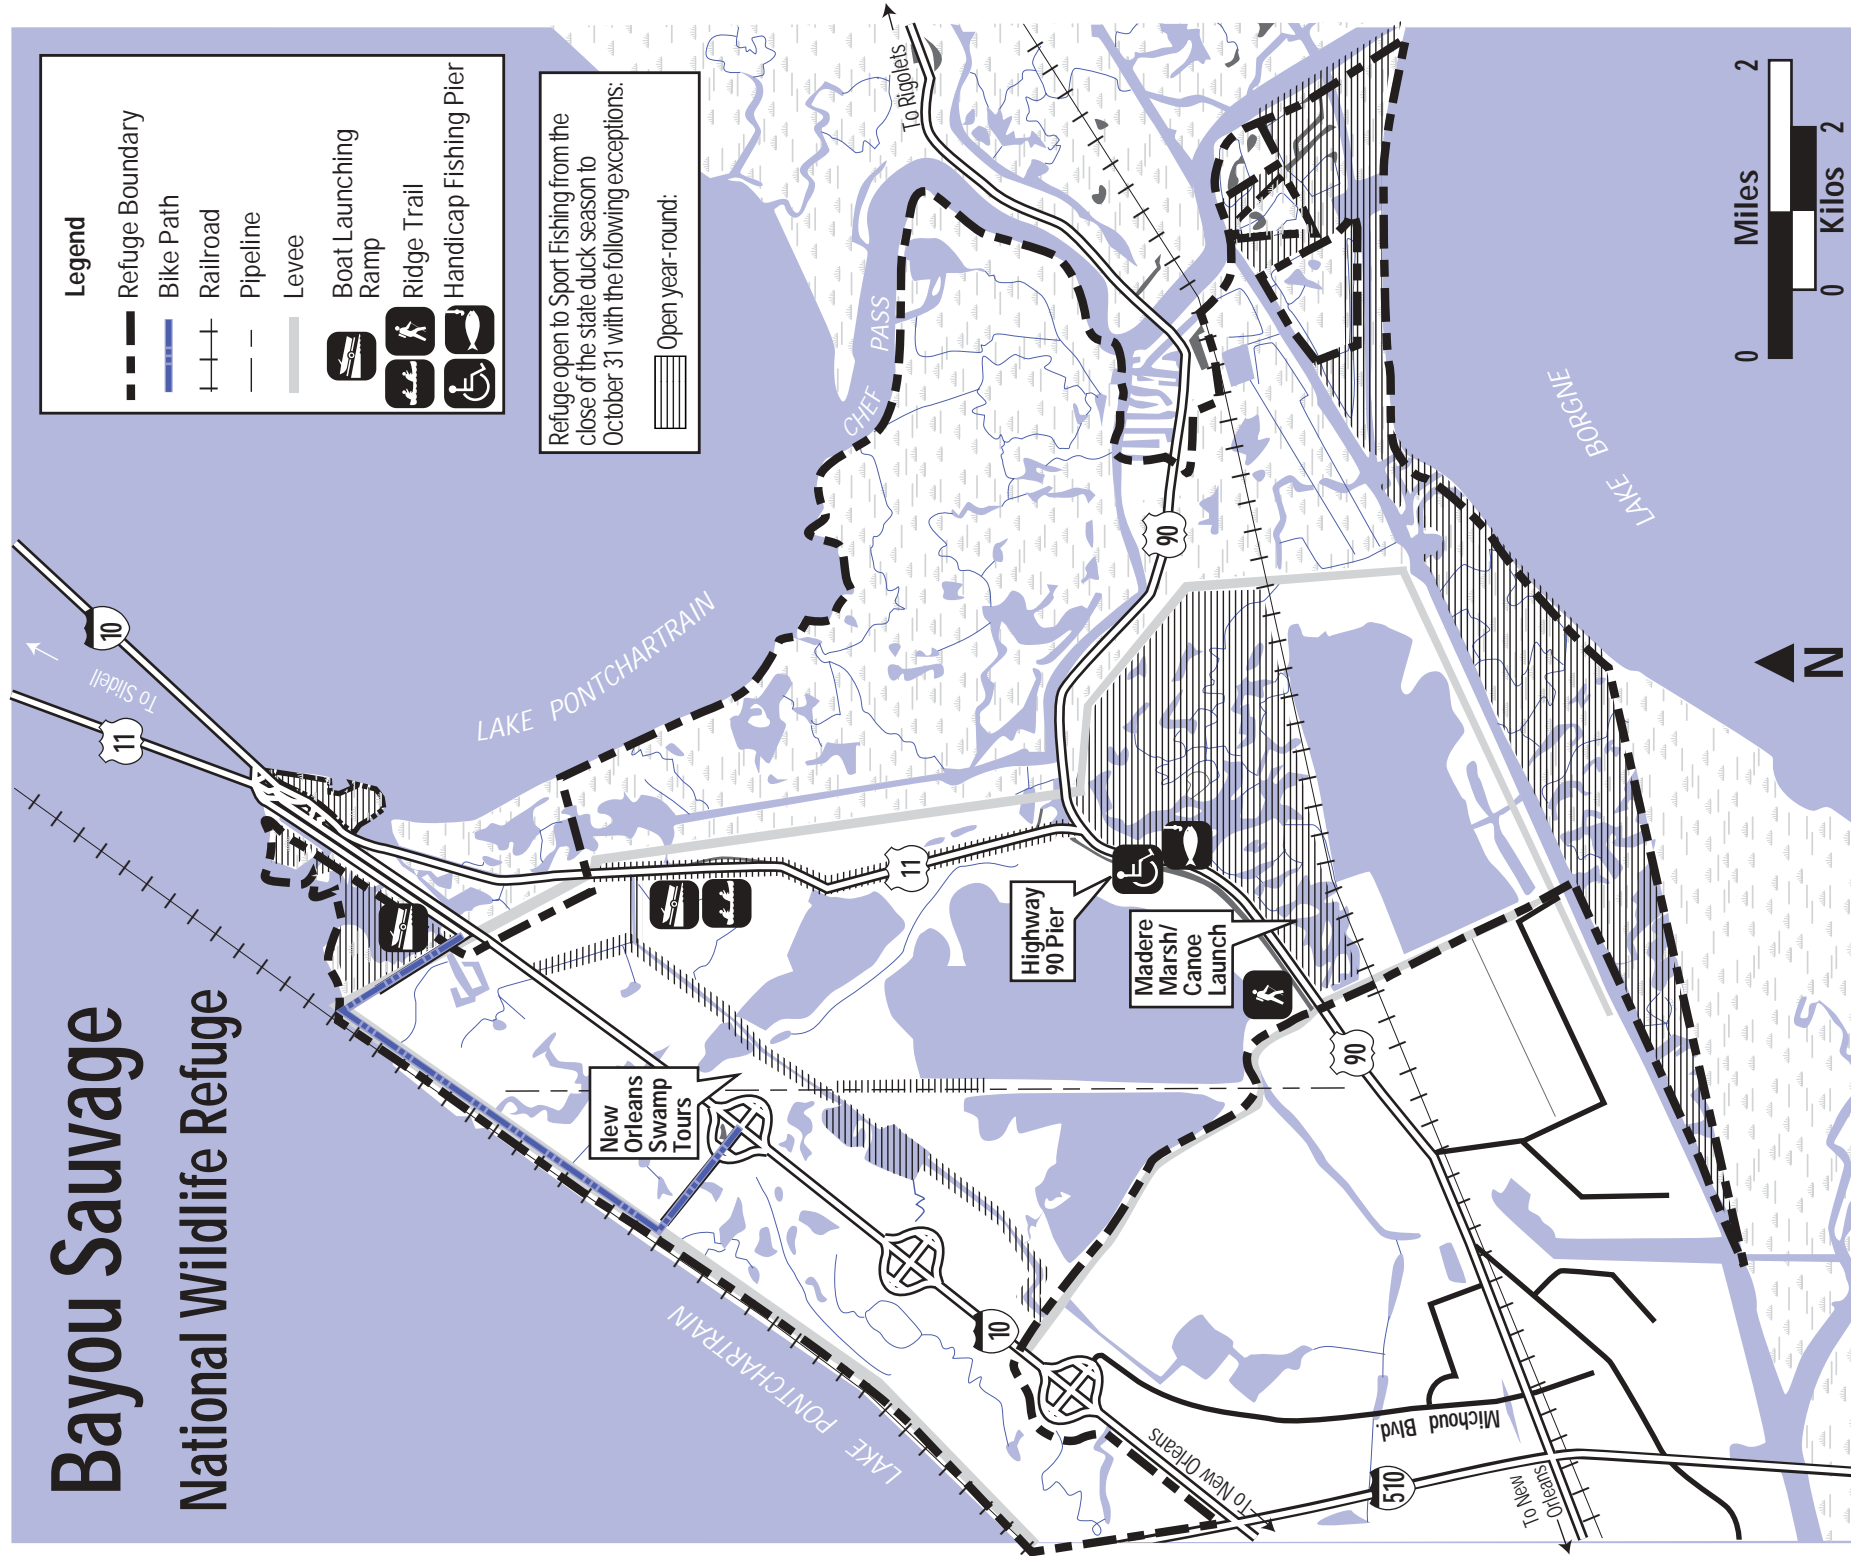 Bayou Sauvage
National Wildlife Refuge
Legend
Refuge Boundary
Bike Path
Railroad
Pipeline
Levee
Boat Launching
Ramp
Ridge Trail
Handicap Fishing Pier
Refuge open to Sport Fishing from the
close of the state duck season to
October 31 with the following exceptions:
Open year-round:
To Slidell
10
11
To Rigolets
LAKE PONTCHARTRAIN
CHEF PASS
90
11
New
Orleans
Swamp
Tours
Highway
90 Pier
Madere
Marsh/
Canoe
Launch
90
LAKE PONTCHARTRAIN
10
To New Orleans
Michoud Blvd.
510
To New
Orleans
LAKE BORGNE
N
Miles
0 2
0 2
Kilos